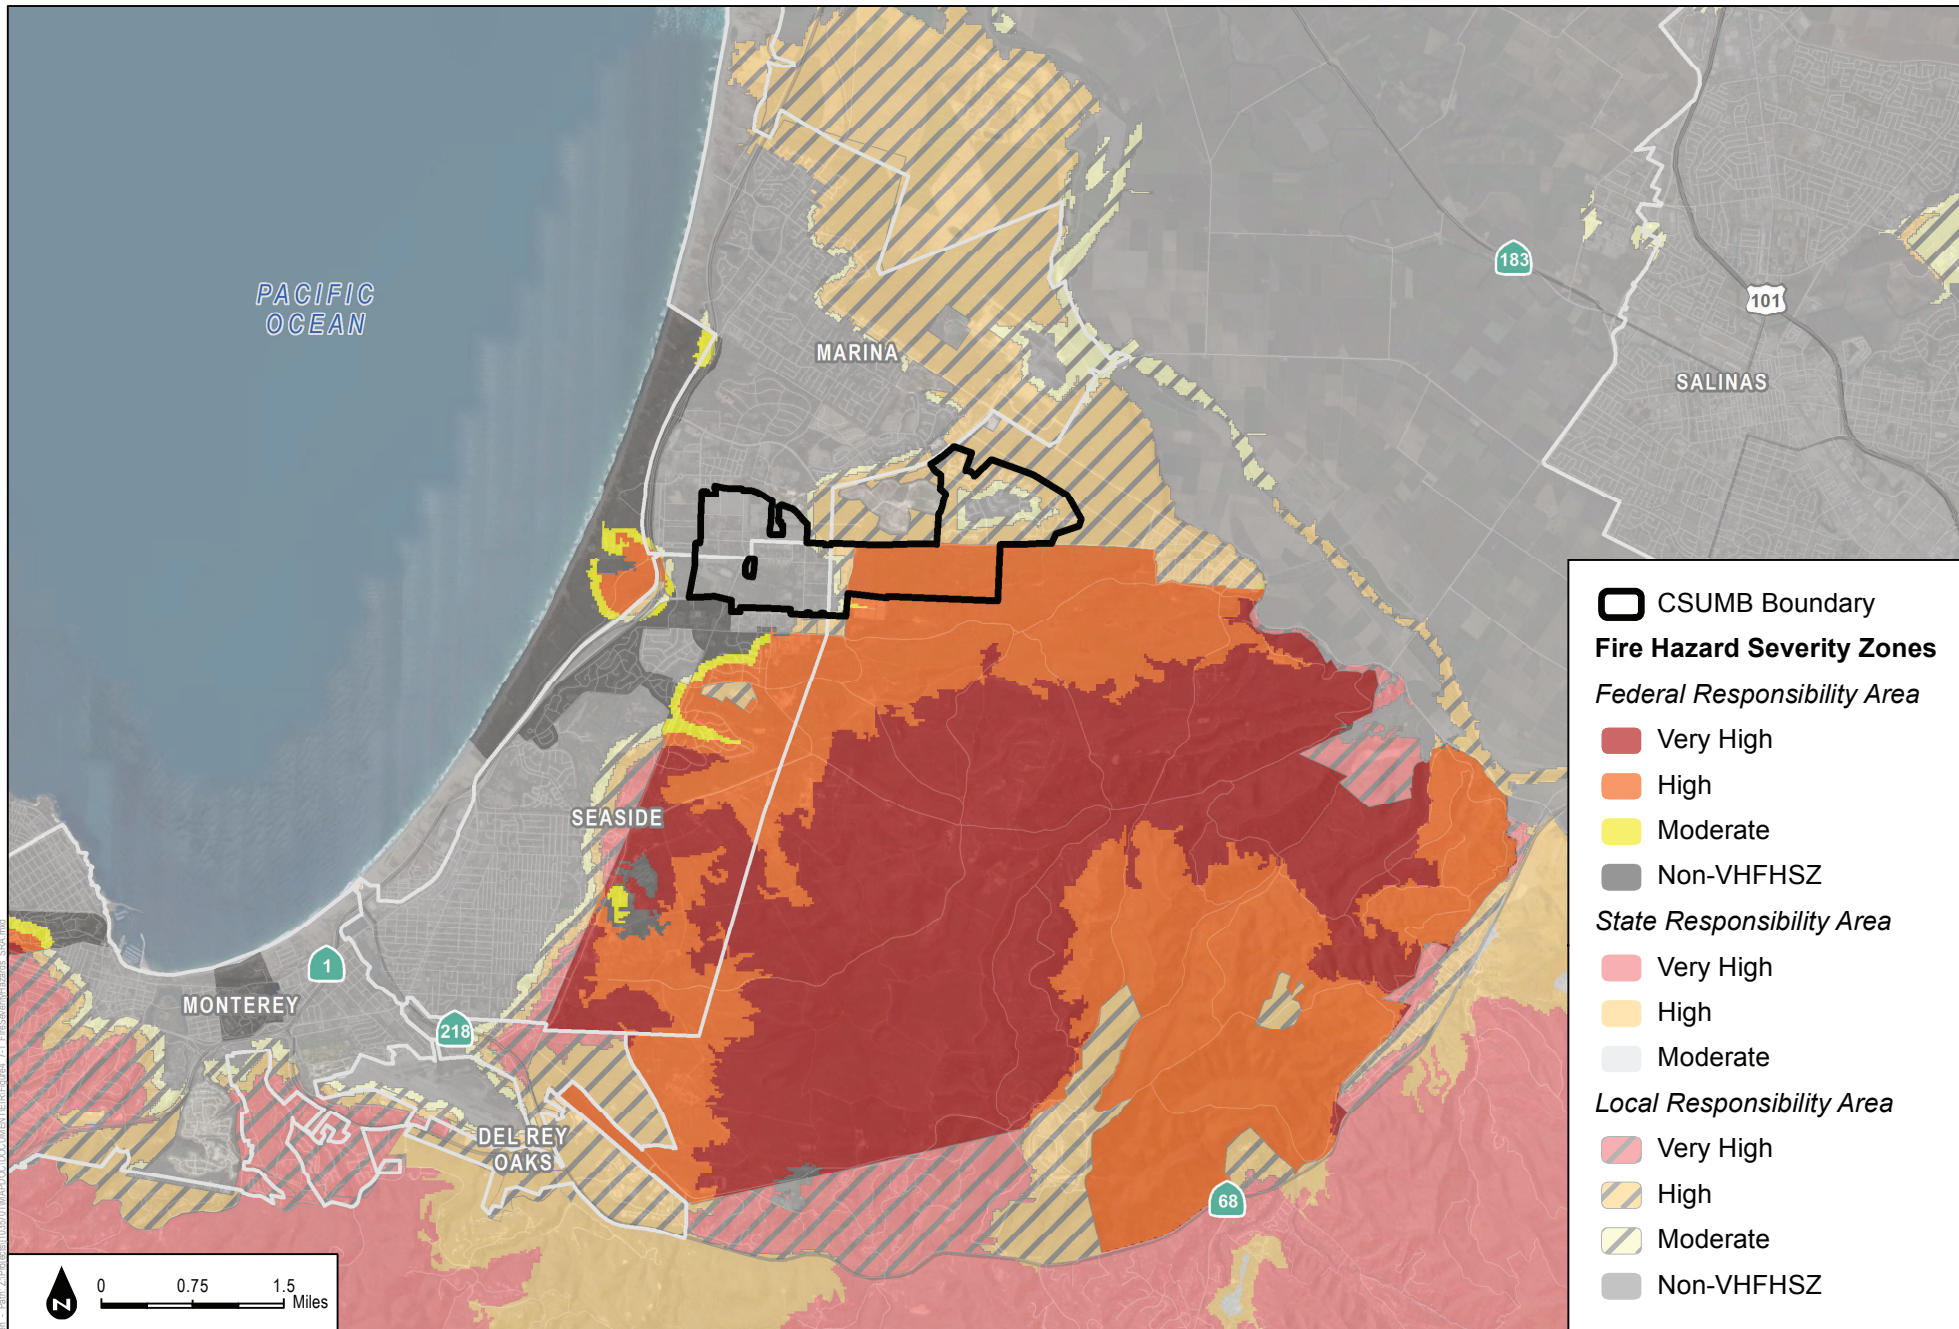 PACIFIC
OCEAN
MARINA
183
101
SALINAS
SEASIDE
MONTEREY
1
218
DEL REY
OAKS
68
CSUMB Boundary
Fire Hazard Severity Zones
Federal Responsibility Area
Very High
High
Moderate
Non-VHFHSZ
State Responsibility Area
Very High
High
Moderate
Local Responsibility Area
Very High
High
Moderate
Non-VHFHSZ
N
0 0.75 1.5
Miles